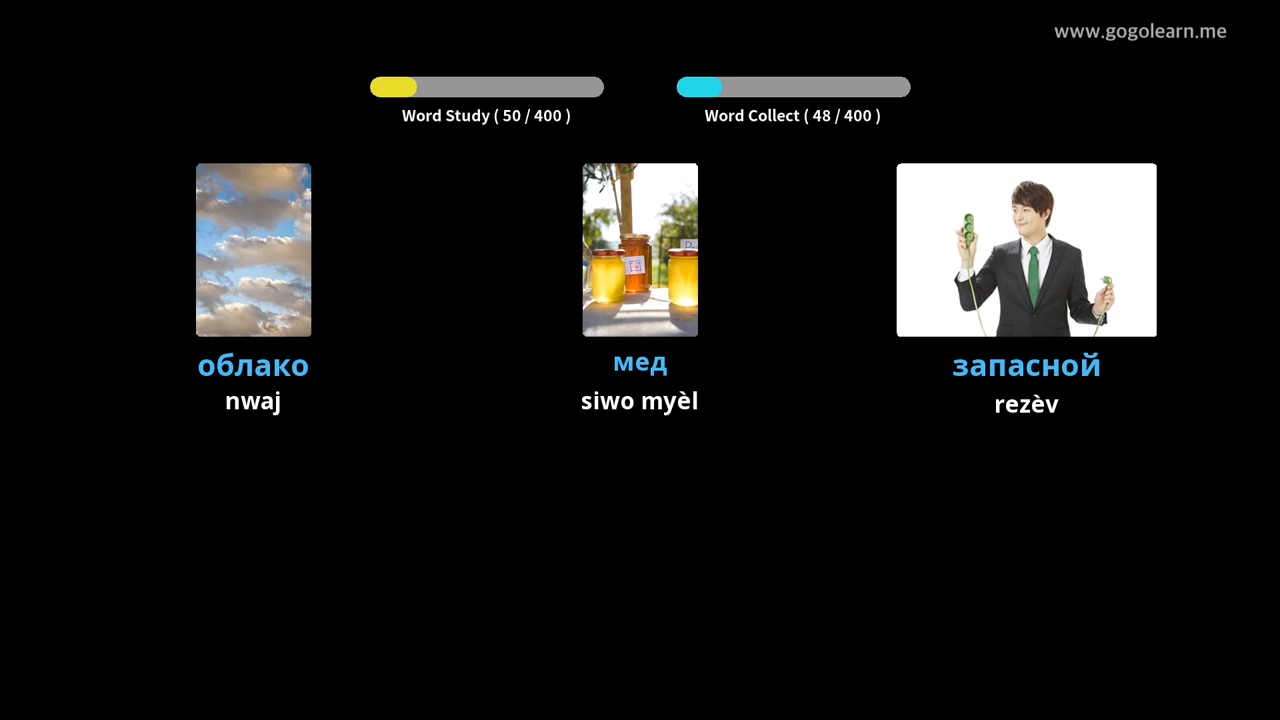 www.gogolearn.me
Word Study ( 50 / 400 )
Word Collect ( 48 / 400 )
облако
мед
запасной
nwaj
siwo myèl
rezèv